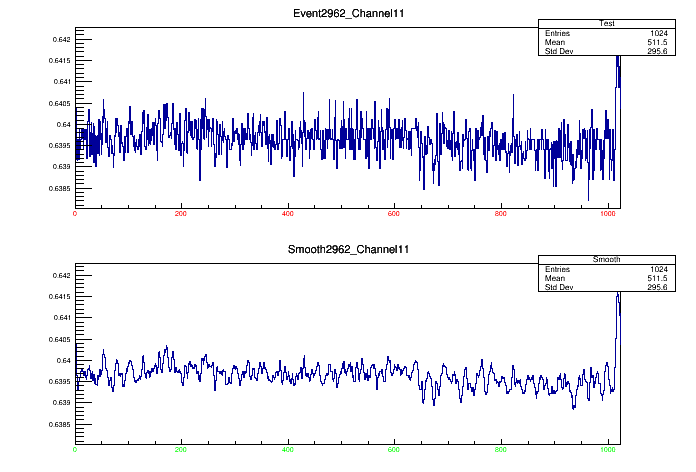 Event2962_Channel11
Test
Entries 1024
Mean 511.5
Std Dev 295.6
0.642
0.6415
0.641
0.6405
0.64
0.6395
0.639
0.6385
0 200 400 600 800 1000
Smooth2962_Channel11
Smooth
Entries 1024
Mean 511.5
Std Dev 295.6
0.642
0.6415
0.641
0.6405
0.64
0.6395
0.639
0.6385
0 200 400 600 800 1000